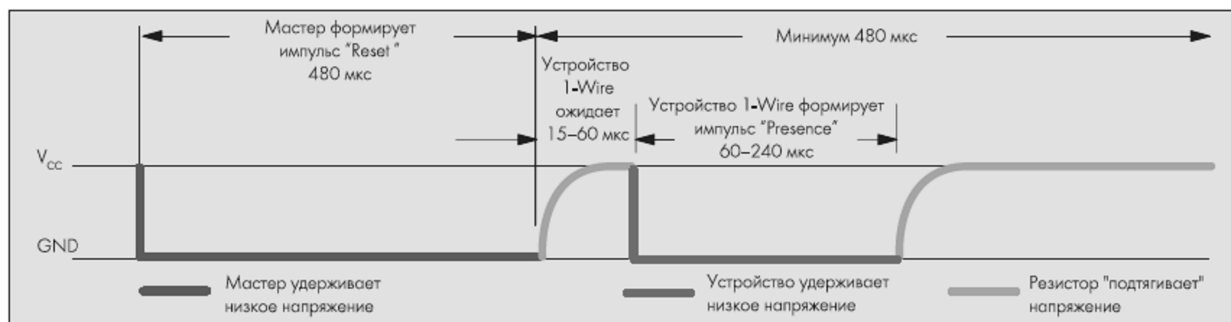 Мастер формирует
импульс "Reset "
480 мкс
Минимум 480 мкс
Устройство
1-Wire
ожидает
15–60 мкс
Устройство 1-Wire формирует
импульс "Presence"
60–240 мкс
Vcc
GND
Мастер удерживает
низкое напряжение
Устройство удерживает
низкое напряжение
Резистор "подтягивает"
напряжение